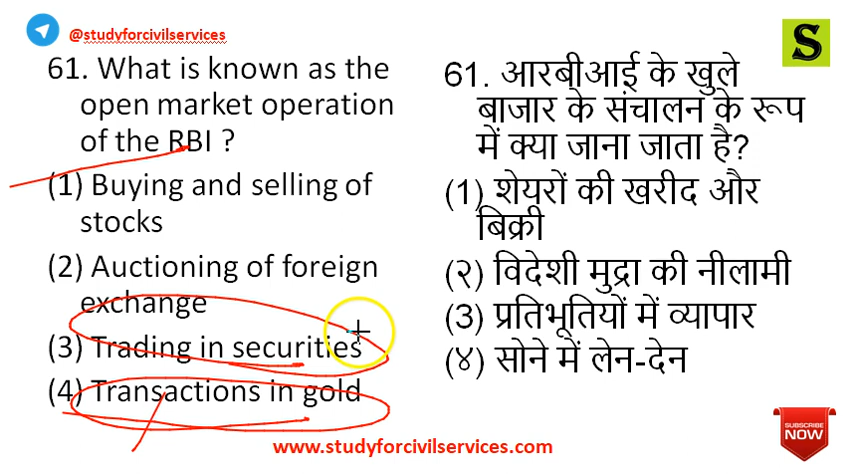 @studyforcivilservices
S
61. What is known as the
open market operation
of the RBI ?
(1) Buying and selling of
stocks
(2) Auctioning of foreign
exchange
(3) Trading in securities
(4) Transactions in gold
61. आरबीआई के खुले
बाजार के संचालन के रूप
में क्या जाना जाता है?
(1) शेयरों की खरीद और
बिक्री
(२) विदेशी मुद्रा की नीलामी
(3) प्रतिभूतियों में व्यापार
(४) सोने में लेन-देन
SUBSCRIBE
NOW
www.studyforcivilservices.com